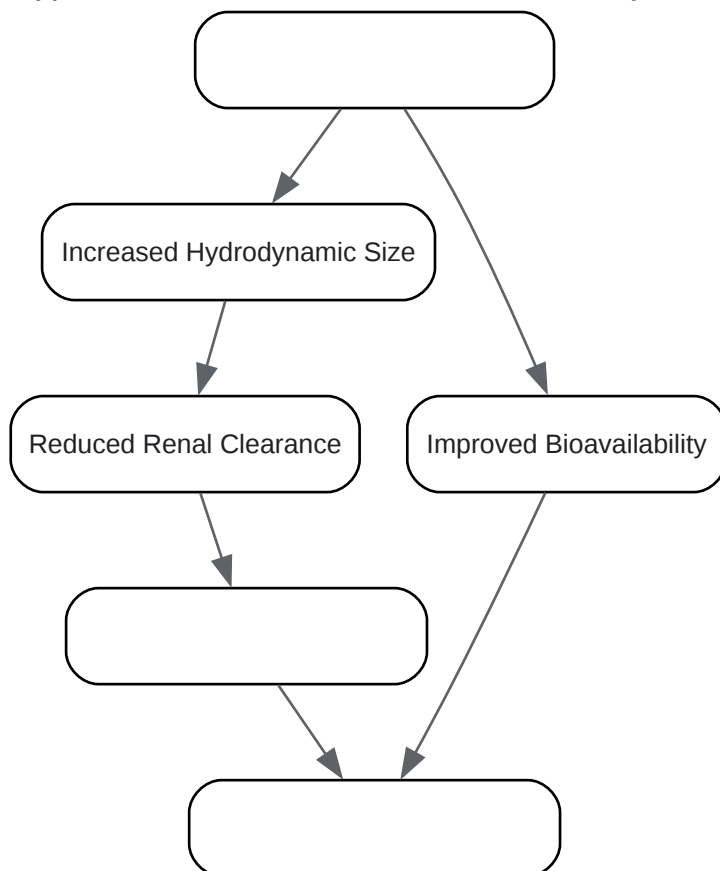 Increased Hydrodynamic Size
Reduced Renal Clearance
Improved Bioavailability